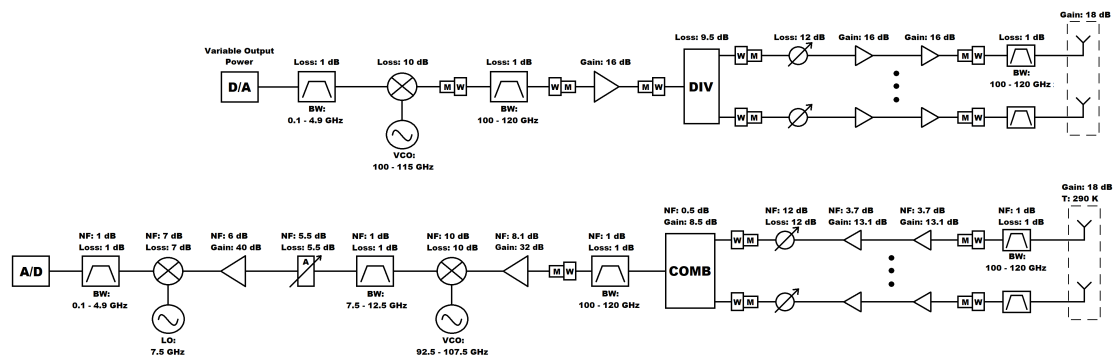 Gain: 18 dB
Variable Output
Power
Loss: 1 dB
Loss: 10 dB
Loss: 1 dB
Gain: 16 dB
Loss: 9.5 dB
Loss: 12 dB
Gain: 16 dB
Gain: 16 dB
Loss: 1 dB
D/A
M W
W M
M W
DIV
W M
M W
W M
M W
BW:
0.1 - 4.9 GHz
VCO:
100 - 115 GHz
BW:
100 - 120 GHz
BW:
100 - 120 GHz
Gain: 18 dB
T: 290 K
NF: 1 dB
Loss: 1 dB
NF: 7 dB
Loss: 7 dB
NF: 6 dB
Gain: 40 dB
NF: 5.5 dB
Loss: 5.5 dB
NF: 1 dB
Loss: 1 dB
NF: 10 dB
Loss: 10 dB
NF: 8.1 dB
Gain: 32 dB
NF: 1 dB
Loss: 1 dB
NF: 0.5 dB
Gain: 8.5 dB
NF: 12 dB
Loss: 12 dB
NF: 3.7 dB
Gain: 13.1 dB
NF: 3.7 dB
Gain: 13.1 dB
NF: 1 dB
Loss: 1 dB
A/D
A
M W
COMB
W M
M W
W M
M W
BW:
0.1 - 4.9 GHz
LO:
7.5 GHz
BW:
7.5 - 12.5 GHz
VCO:
92.5 - 107.5 GHz
BW:
100 - 120 GHz
BW:
100 - 120 GHz